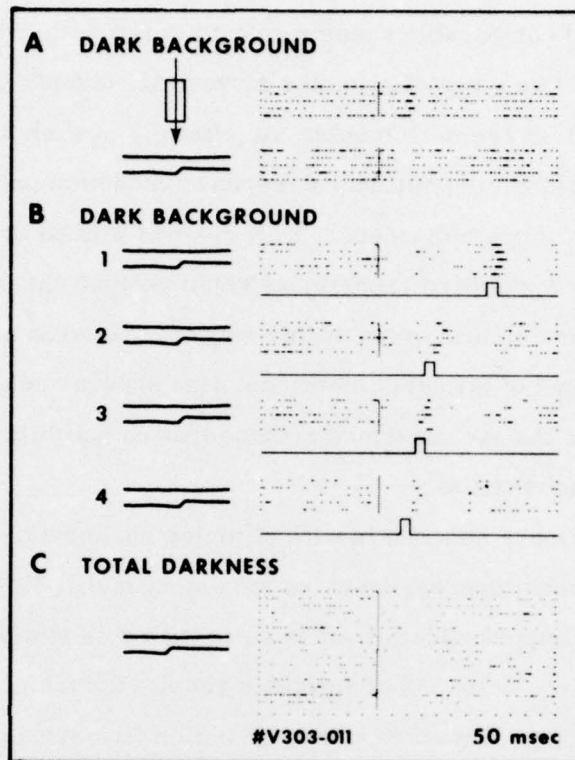 A DARK BACKGROUND
B DARK BACKGROUND
1
2
3
4
C TOTAL DARKNESS
#V303-011 50 msec